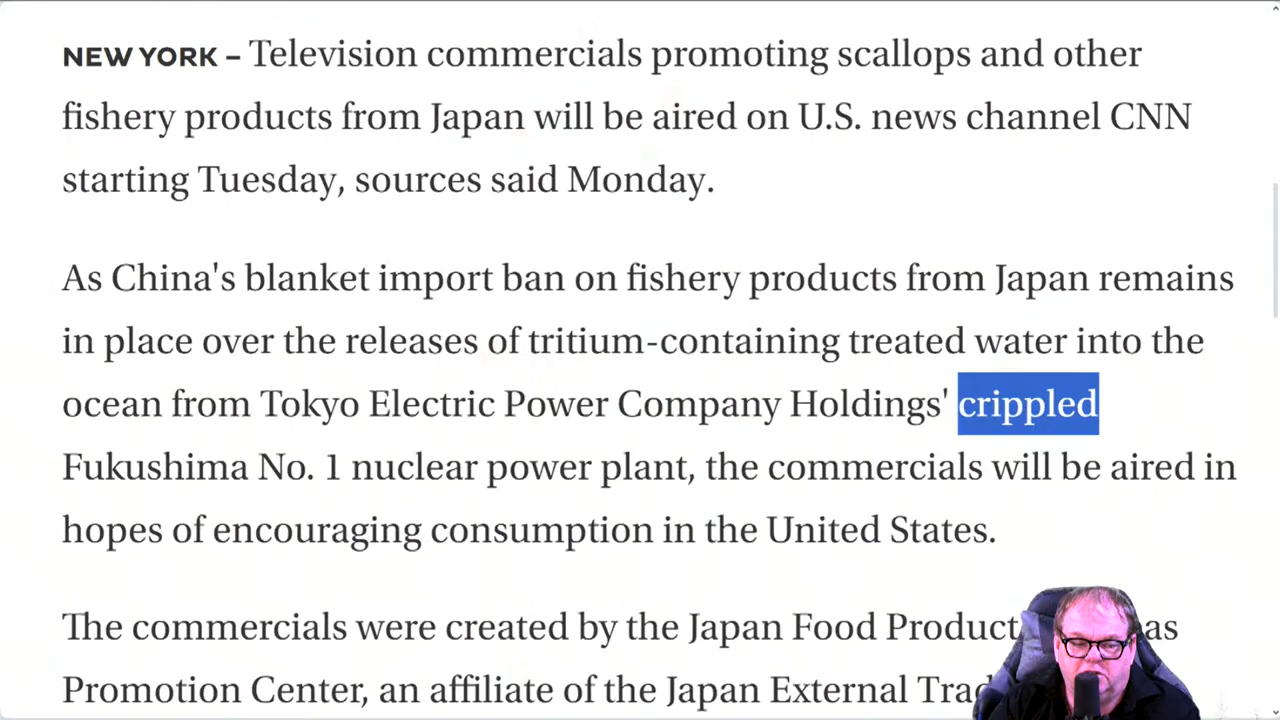 NEW YORK – Television commercials promoting scallops and other
fishery products from Japan will be aired on U.S. news channel CNN
starting Tuesday, sources said Monday.
As China's blanket import ban on fishery products from Japan remains
in place over the releases of tritium-containing treated water into the
ocean from Tokyo Electric Power Company Holdings' crippled
Fukushima No. 1 nuclear power plant, the commercials will be aired in
hopes of encouraging consumption in the United States.
The commercials were created by the Japan Food Product as
Promotion Center, an affiliate of the Japan External Trad